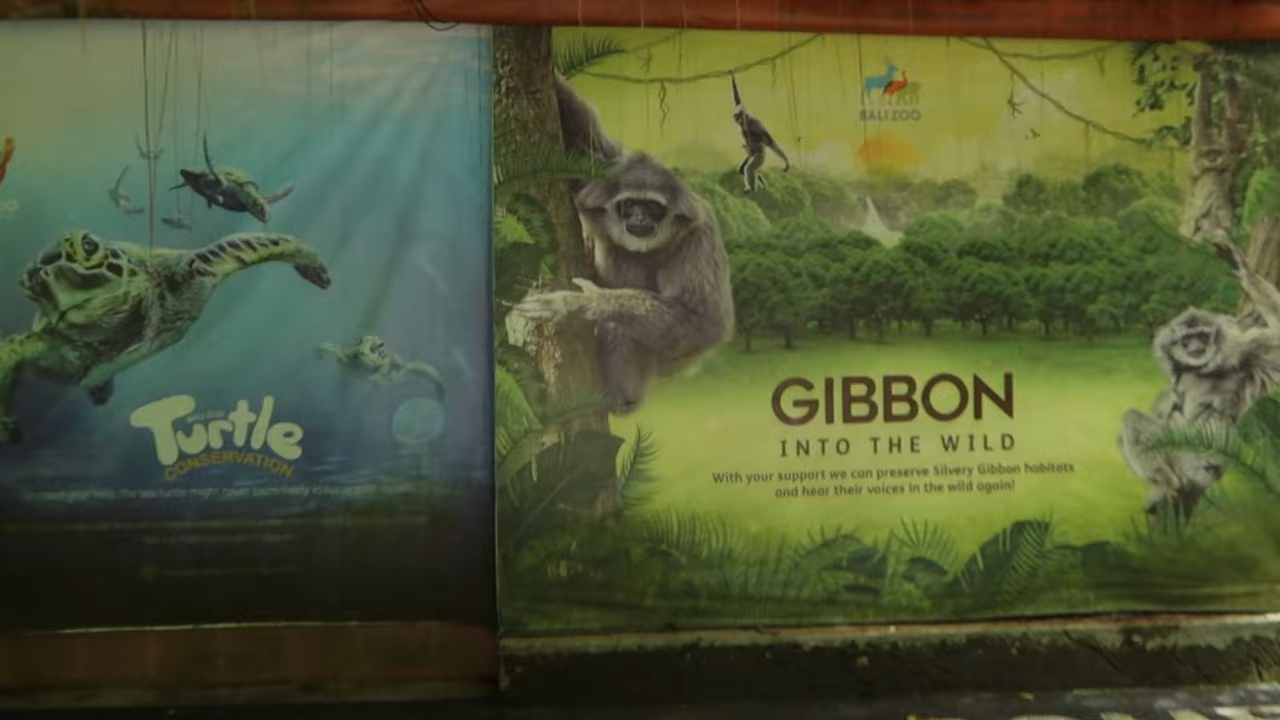 Turtle
CONSERVATION
BALI ZOO
GIBBON
INTO THE WILD
With your support we can preserve Silvery Gibbon habitats
and hear their voices in the wild again!